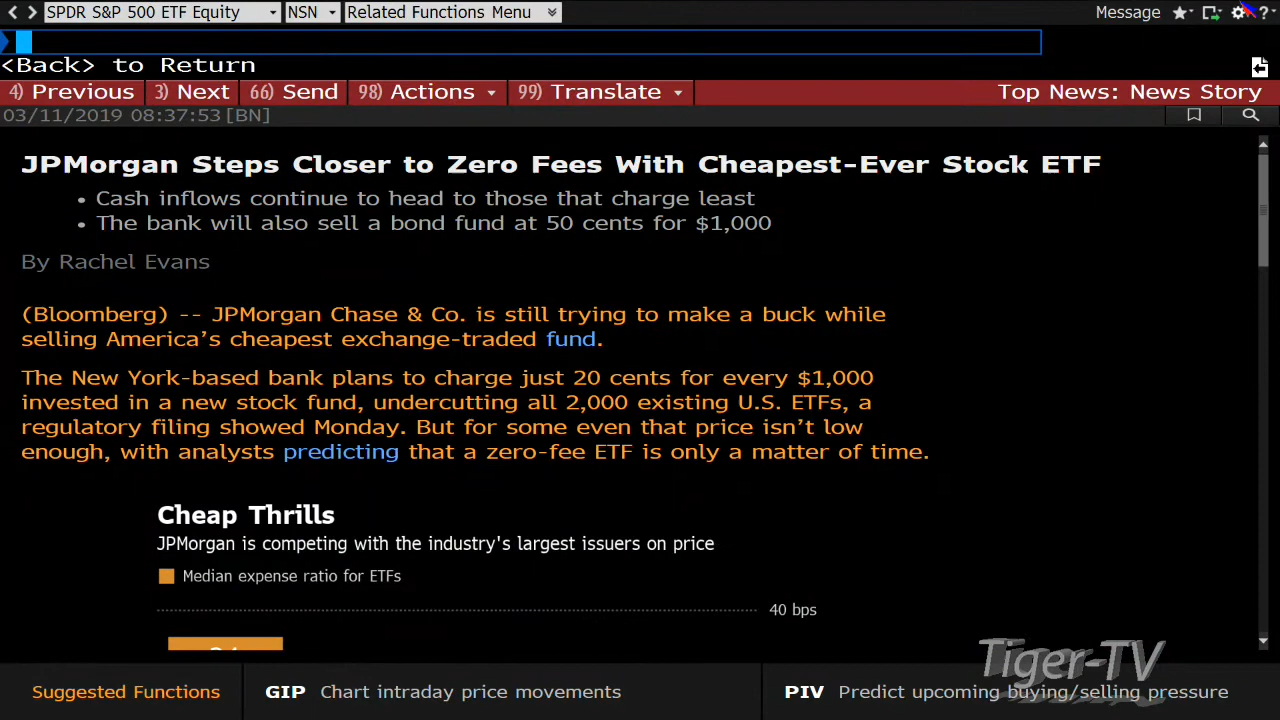 SPDR S&P 500 ETF Equity NSN Related Functions Menu Message ?
<Back> to Return
4) Previous 3) Next 66) Send 98) Actions 99) Translate Top News: News Story
03/11/2019 08:37:53 [BN]
JPMorgan Steps Closer to Zero Fees With Cheapest-Ever Stock ETF
• Cash inflows continue to head to those that charge least
• The bank will also sell a bond fund at 50 cents for $1,000
By Rachel Evans
(Bloomberg) -- JPMorgan Chase & Co. is still trying to make a buck while
selling America's cheapest exchange-traded fund.
The New York-based bank plans to charge just 20 cents for every $1,000
invested in a new stock fund, undercutting all 2,000 existing U.S. ETFs, a
regulatory filing showed Monday. But for some even that price isn't low
enough, with analysts predicting that a zero-fee ETF is only a matter of time.
Cheap Thrills
JPMorgan is competing with the industry's largest issuers on price
Median expense ratio for ETFs
40 bps
Tiger-TV
Suggested Functions GIP Chart intraday price movements PIV Predict upcoming buying/selling pressure